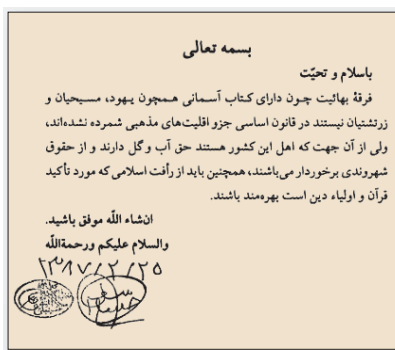 بسمه تعالی
باسلام و تحیّت
فرقهٔ بهائیت چون دارای کتاب آسمانی همچون یهود، مسیحیان و
زرتشتیان نیستند در قانون اساسی جزو اقلیت‌های مذهبی شمرده نشده‌اند،
ولی از آن جهت که اهل این کشور هستند حق آب و گل دارند و از حقوق
شهروندی برخوردار می‌باشند، همچنین باید از رأفت اسلامی که مورد تأکید
قرآن و اولیاء دین است بهره‌مند باشند.
انشاء اللّه موفق باشید.
والسلام علیکم ورحمةاللّه
۱۳۸۷/۲/۲۵